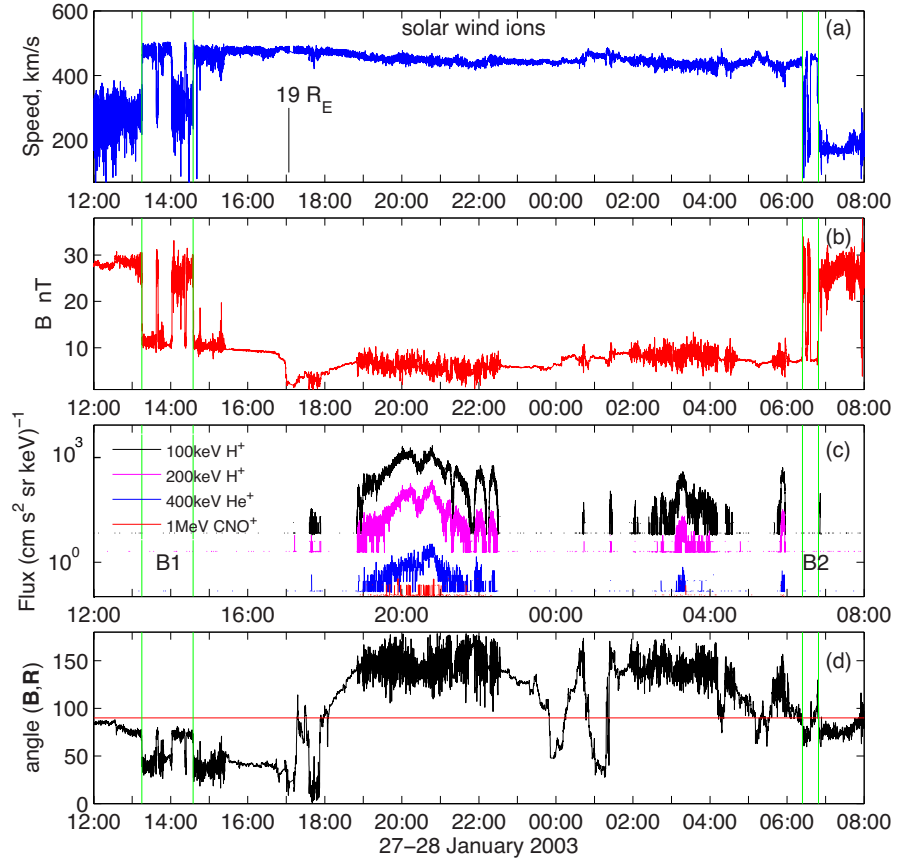 600
(a)
solar wind ions
400
19 R_E
200
Speed, km/s
12:00 14:00 16:00 18:00 20:00 22:00 00:00 02:00 04:00 06:00 08:00
(b)
30
20
10
B nT
12:00 14:00 16:00 18:00 20:00 22:00 00:00 02:00 04:00 06:00 08:00
(c)
10³
100keV H⁺
200keV H⁺
400keV He⁺
1MeV CNO⁺
10⁰
B1
B2
Flux (cm s² sr keV)⁻¹
12:00 14:00 16:00 18:00 20:00 22:00 00:00 02:00 04:00 06:00 08:00
(d)
150
100
50
0
angle (B,R)
12:00 14:00 16:00 18:00 20:00 22:00 00:00 02:00 04:00 06:00 08:00
27−28 January 2003